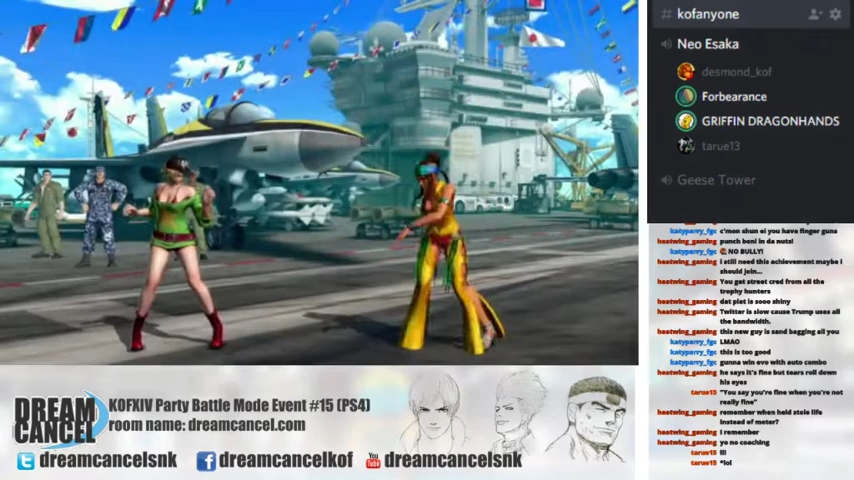 # kofanyone
Neo Esaka
desmond_kof
Forbearance
GRIFFIN DRAGONHANDS
tarue13
Geese Tower
katyparry_fgc c'mon shun ei you have finger guns
heatwing_gaming punch beni in da nutz!
katyparry_fgc NO BULLY!
heatwing_gaming i still need this achievement maybe i
should join...
heatwing_gaming You get street cred from all the
trophy hunters
heatwing_gaming dat plat is sooo shiny
heatwing_gaming Twitter is slow cause Trump uses all
the bandwidth.
heatwing_gaming this new guy is sand bagging all you
katyparry_fgc LMAO
katyparry_fgc this is too good
katyparry_fgc gunna win evo with auto combo
heatwing_gaming he says it's fine but tears roll down
his eyes
tarue13 "You say you're fine when you're not
really fine"
heatwing_gaming remember when held stole life
instead of meter?
heatwing_gaming I remember
heatwing_gaming yo no coaching
tarue13 lll
tarue13 *lol
DREAM
CANCEL
KOFXIV Party Battle Mode Event #15 (PS4)
room name: dreamcancel.com
dreamcancelsnk
dreamcancelkof
You Tube dreamcancelsnk